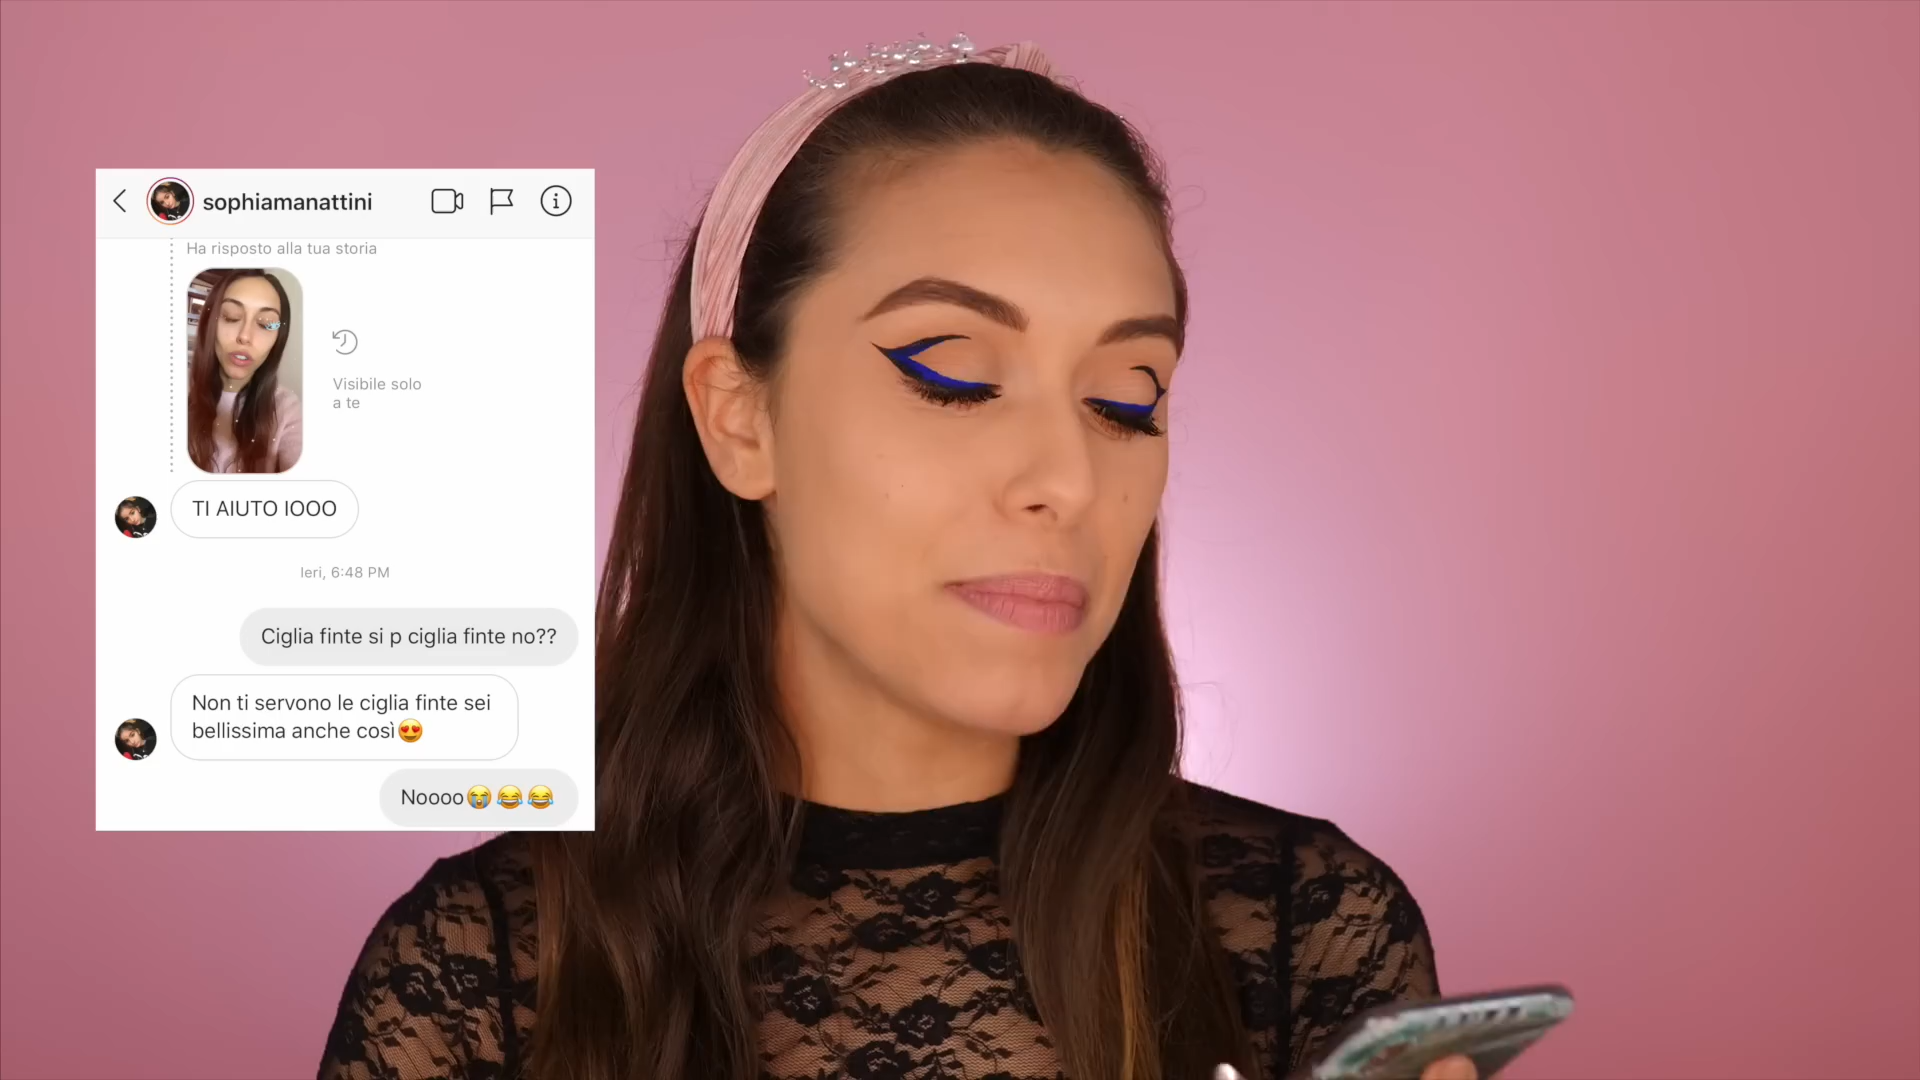 sophiamanattini
Ha risposto alla tua storia
Visibile solo
a te
TI AIUTO IOOO
Ieri, 6:48 PM
Ciglia finte si p ciglia finte no??
Non ti servono le ciglia finte sei
bellissima anche così😍
Noooo😭😂😂